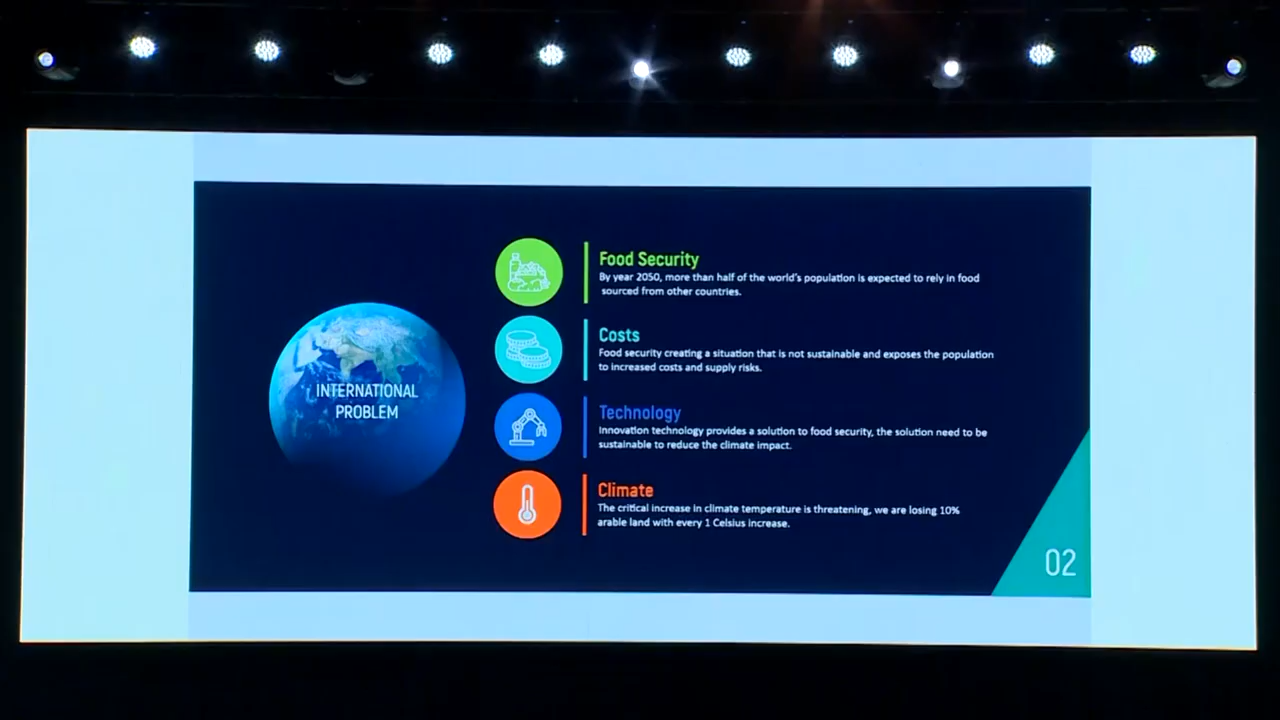 INTERNATIONAL
PROBLEM
Food Security
By year 2050, more than half of the world's population is expected to rely in food
sourced from other countries.
Costs
Food security creating a situation that is not sustainable and exposes the population
to increased costs and supply risks.
Technology
Innovation technology provides a solution to food security, the solution need to be
sustainable to reduce the climate impact.
Climate
The critical increase in climate temperature is threatening, we are losing 10%
arable land with every 1 Celsius increase.
02